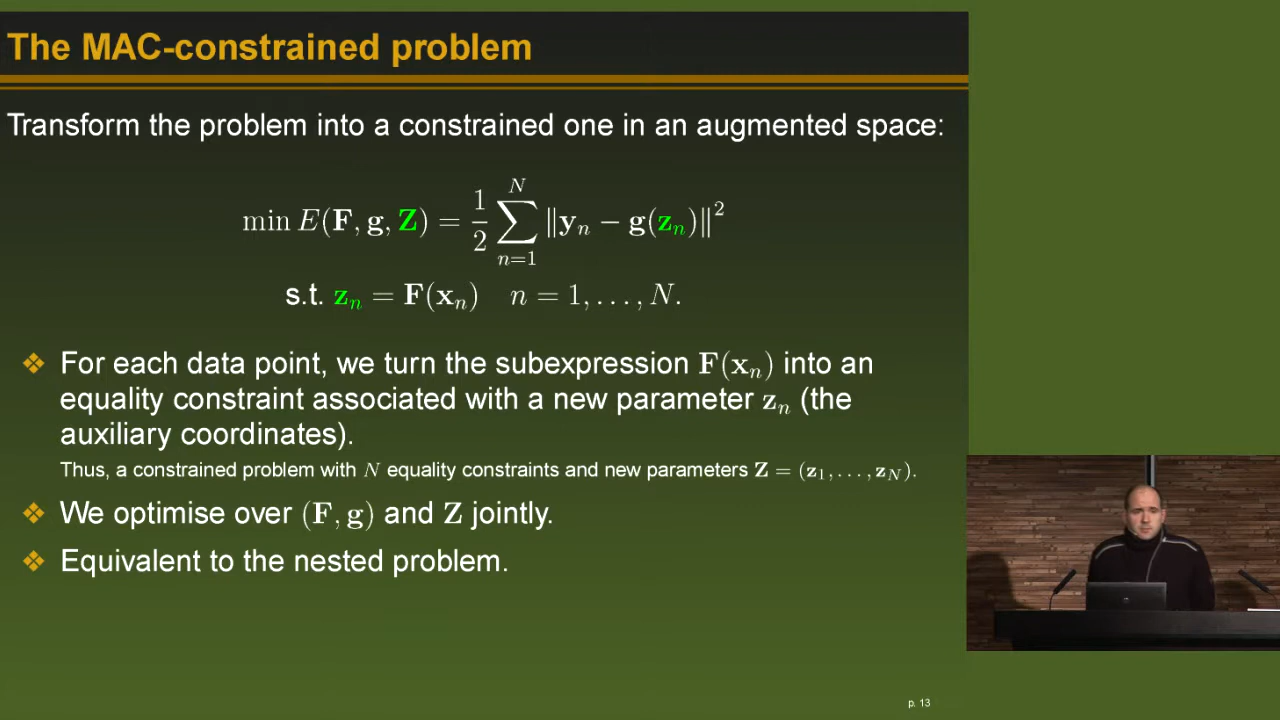 The MAC-constrained problem
Transform the problem into a constrained one in an augmented space:
min E(F, g, Z) = 1/2 ∑_{n=1}^{N} ‖y_n − g(z_n)‖²
s.t. z_n = F(x_n)   n = 1, . . . , N.
❖ For each data point, we turn the subexpression F(x_n) into an
equality constraint associated with a new parameter z_n (the
auxiliary coordinates).
Thus, a constrained problem with N equality constraints and new parameters Z = (z_1, . . . , z_N).
❖ We optimise over (F, g) and Z jointly.
❖ Equivalent to the nested problem.
p. 13